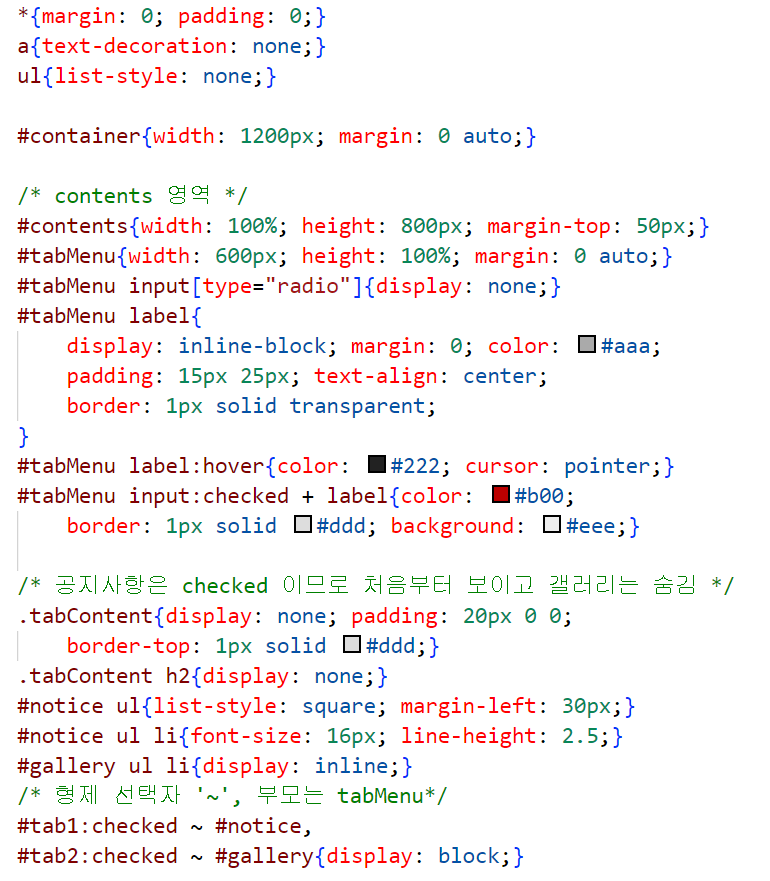 *{margin: 0; padding: 0;}
a{text-decoration: none;}
ul{list-style: none;}
#container{width: 1200px; margin: 0 auto;}
/* contents 영역 */
#contents{width: 100%; height: 800px; margin-top: 50px;}
#tabMenu{width: 600px; height: 100%; margin: 0 auto;}
#tabMenu input[type="radio"]{display: none;}
#tabMenu label{
display: inline-block; margin: 0; color: #aaa;
padding: 15px 25px; text-align: center;
border: 1px solid transparent;
}
#tabMenu label:hover{color: #222; cursor: pointer;}
#tabMenu input:checked + label{color: #b00;
border: 1px solid #ddd; background: #eee;}
/* 공지사항은 checked 이므로 처음부터 보이고 갤러리는 숨김 */
.tabContent{display: none; padding: 20px 0 0;
border-top: 1px solid #ddd;}
.tabContent h2{display: none;}
#notice ul{list-style: square; margin-left: 30px;}
#notice ul li{font-size: 16px; line-height: 2.5;}
#gallery ul li{display: inline;}
/* 형제 선택자 '~', 부모는 tabMenu*/
#tab1:checked ~ #notice,
#tab2:checked ~ #gallery{display: block;}